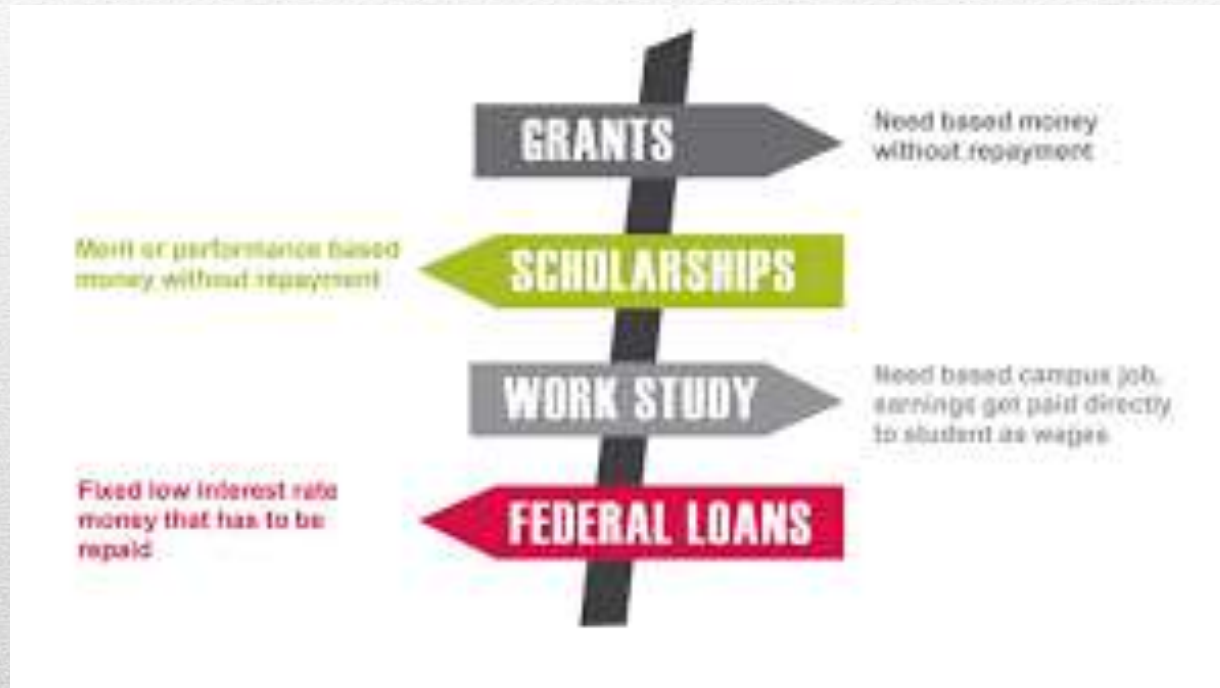 GRANTS
Need based money
without repayment
Merit or performance based
money without repayment
SCHOLARSHIPS
WORK STUDY
Need based campus job,
earnings get paid directly
to student as wages
Fixed low interest rate
money that has to be
repaid
FEDERAL LOANS